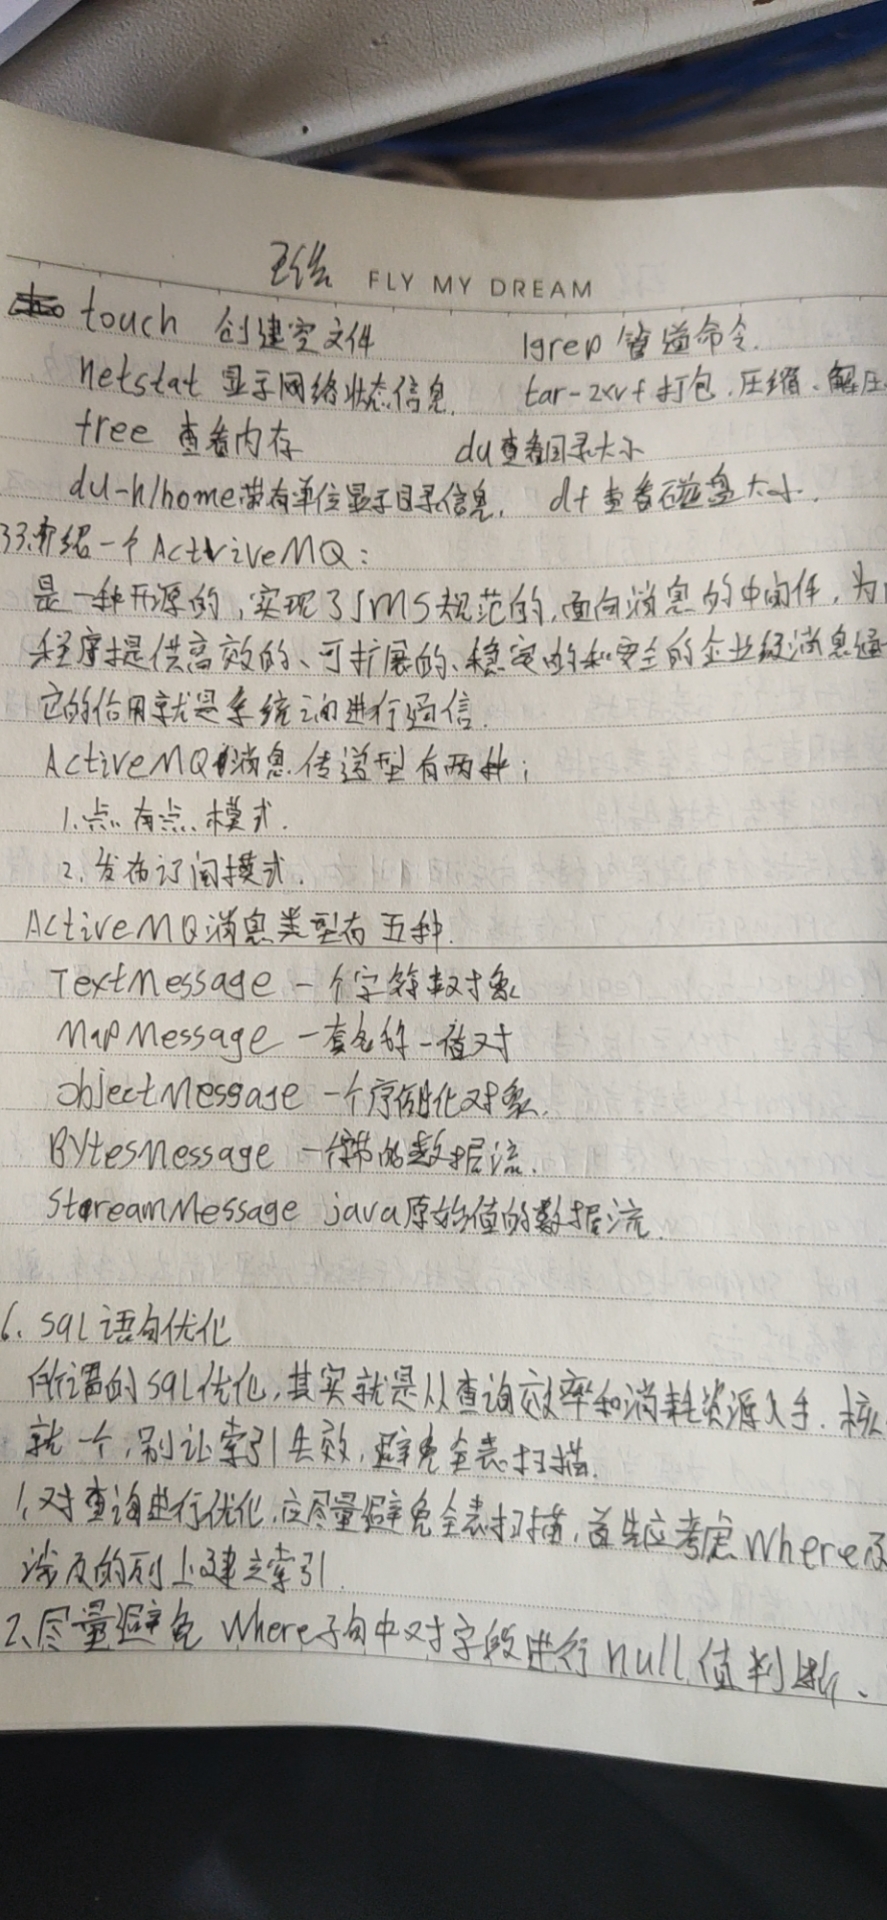 FLY MY DREAM
touch 创建空文件 |grep 管道命令.
netstat 显示网络状态信息. tar-zxvf 打包.压缩、解压
free 查看内存 du查看目录大小
du-h/home带有单位显示目录信息. df 查看磁盘大小.
33.介绍一个ActiveMQ:
是一种开源的,实现了JMS规范的,面向消息的中间件,为
程序提供高效的、可扩展的、稳定的和安全的企业级消息通
它的作用就是系统之间进行通信.
ActiveMQ消息传送型有两种;
1.点有点模式.
2.发布订阅模式.
ActiveMQ消息类型有五种.
TextMessage 一个字符串对象
MapMessage 一套名称一值对
ObjectMessage 一个序列化对象.
BytesMessage 一个字节的数据流.
StreamMessage java原始值的数据流.
6. SQL语句优化
所谓的SQL优化,其实就是从查询效率和消耗资源入手.核
就一个,别让索引失效,避免全表扫描.
1,对查询进行优化,应尽量避免全表扫描,首先应考虑where及
涉及的列上建立索引.
2、尽量避免 where子句中对字段进行null值判断、